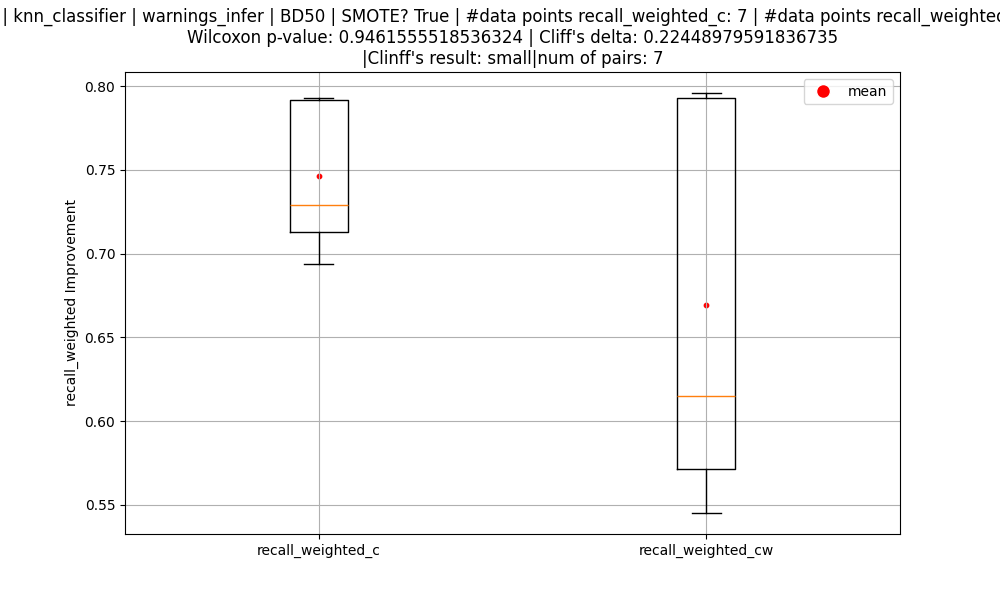 | knn_classifier | warnings_infer | BD50 | SMOTE? True | #data points recall_weighted_c: 7 | #data points
Wilcoxon p-value: 0.9461555518536324 | Cliff's delta: 0.22448979591836735
|Clinff's result: small|num of pairs: 7
mean
0.80
0.75
0.70
0.65
0.60
0.55
recall_weighted Improvement
recall_weighted_c
recall_weighted_cw